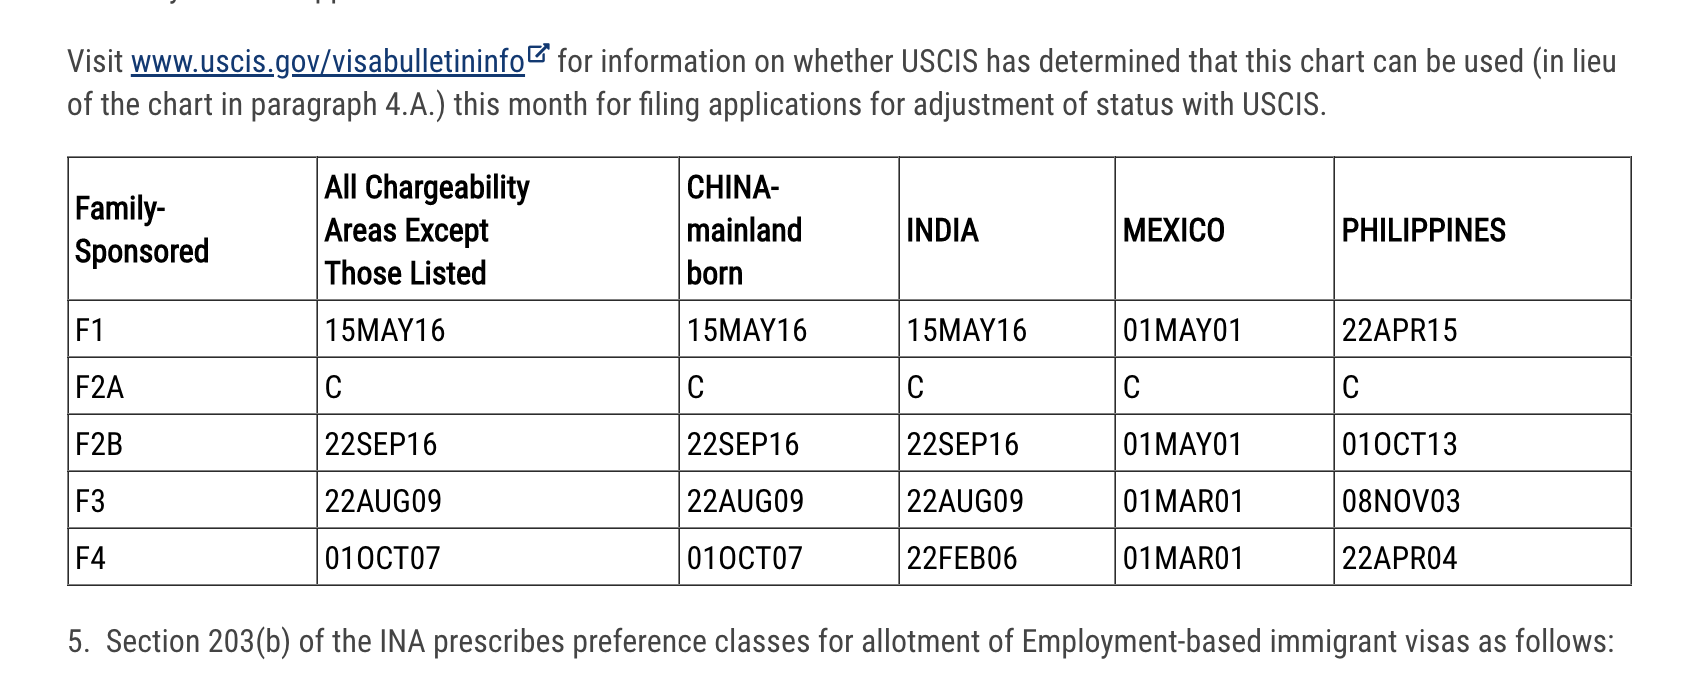 Visit www.uscis.gov/visabulletininfo for information on whether USCIS has determined that this chart can be used (in lieu
of the chart in paragraph 4.A.) this month for filing applications for adjustment of status with USCIS.
Family-
Sponsored
All Chargeability
Areas Except
Those Listed
CHINA-
mainland
born
INDIA
MEXICO
PHILIPPINES
F1 15MAY16 15MAY16 15MAY16 01MAY01 22APR15
F2A C C C C C
F2B 22SEP16 22SEP16 22SEP16 01MAY01 01OCT13
F3 22AUG09 22AUG09 22AUG09 01MAR01 08NOV03
F4 01OCT07 01OCT07 22FEB06 01MAR01 22APR04
5. Section 203(b) of the INA prescribes preference classes for allotment of Employment-based immigrant visas as follows: